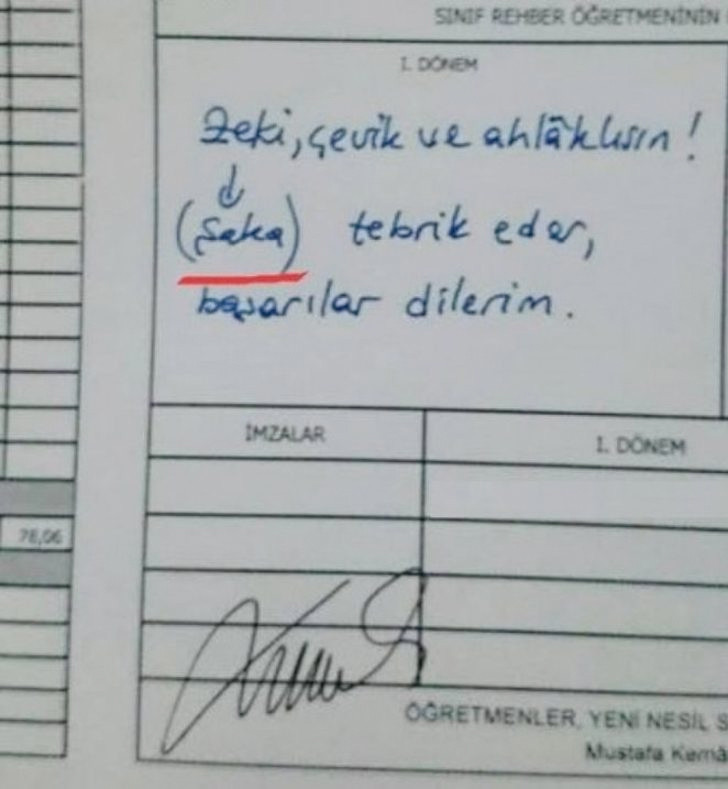 SINIF REHBER ÖĞRETMENİNİN
I. DÖNEM
Zeki, çevik ve ahlâklısın!
(Şaka) tebrik eder,
başarılar dilerim.
İMZALAR
I. DÖNEM
78,06
ÖĞRETMENLER, YENİ NESİL S
Mustafa Kemâ